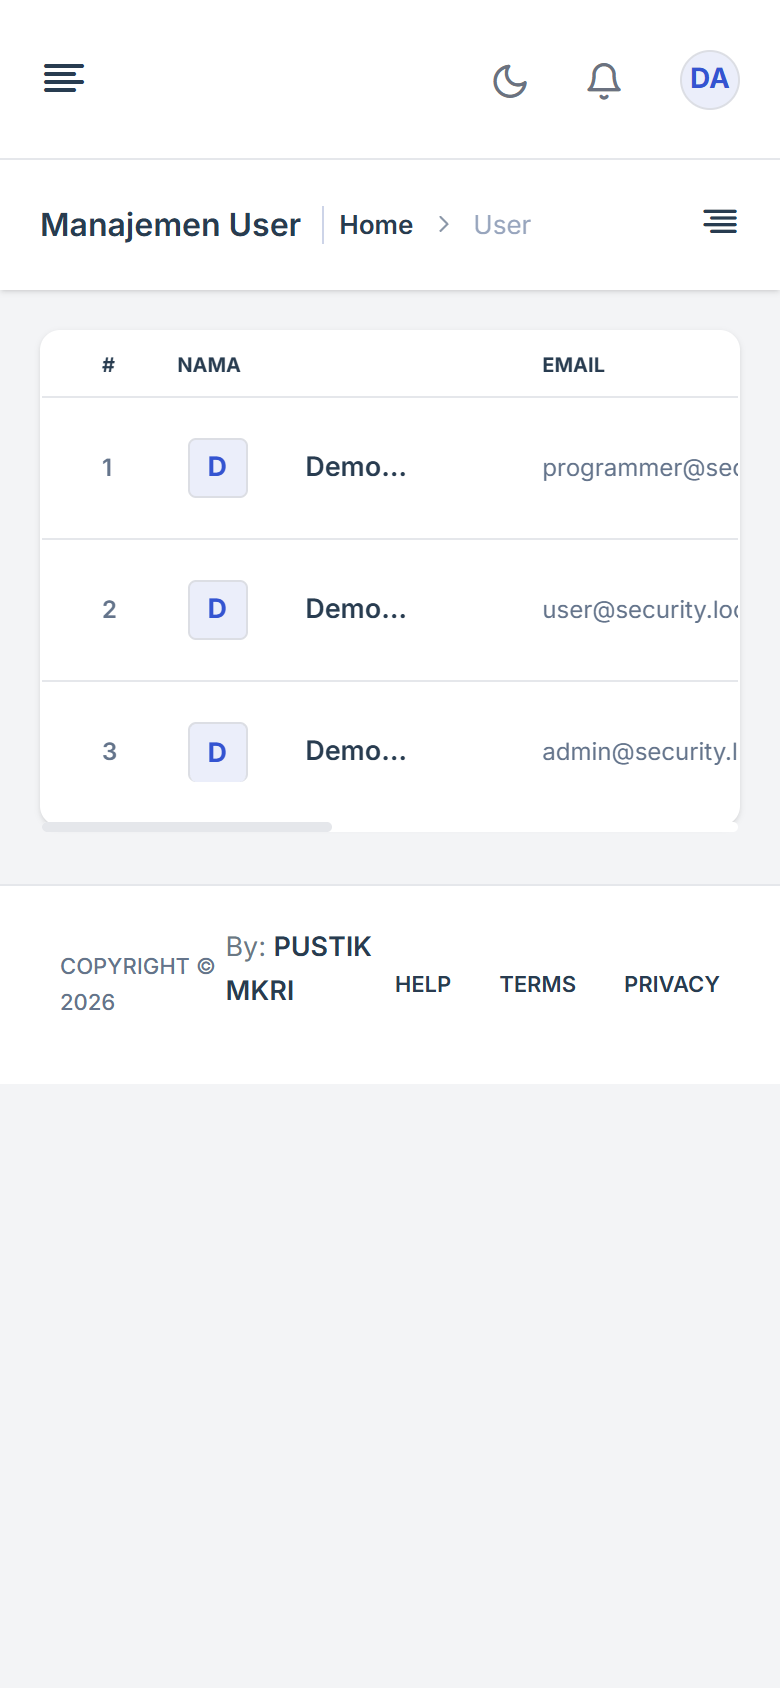 DA
Manajemen User Home User
# NAMA EMAIL
1 D Demo... programmer@sec
2 D Demo... user@security.loc
3 D Demo... admin@security.l
COPYRIGHT ©
2026
By: PUSTIK
MKRI
HELP TERMS PRIVACY